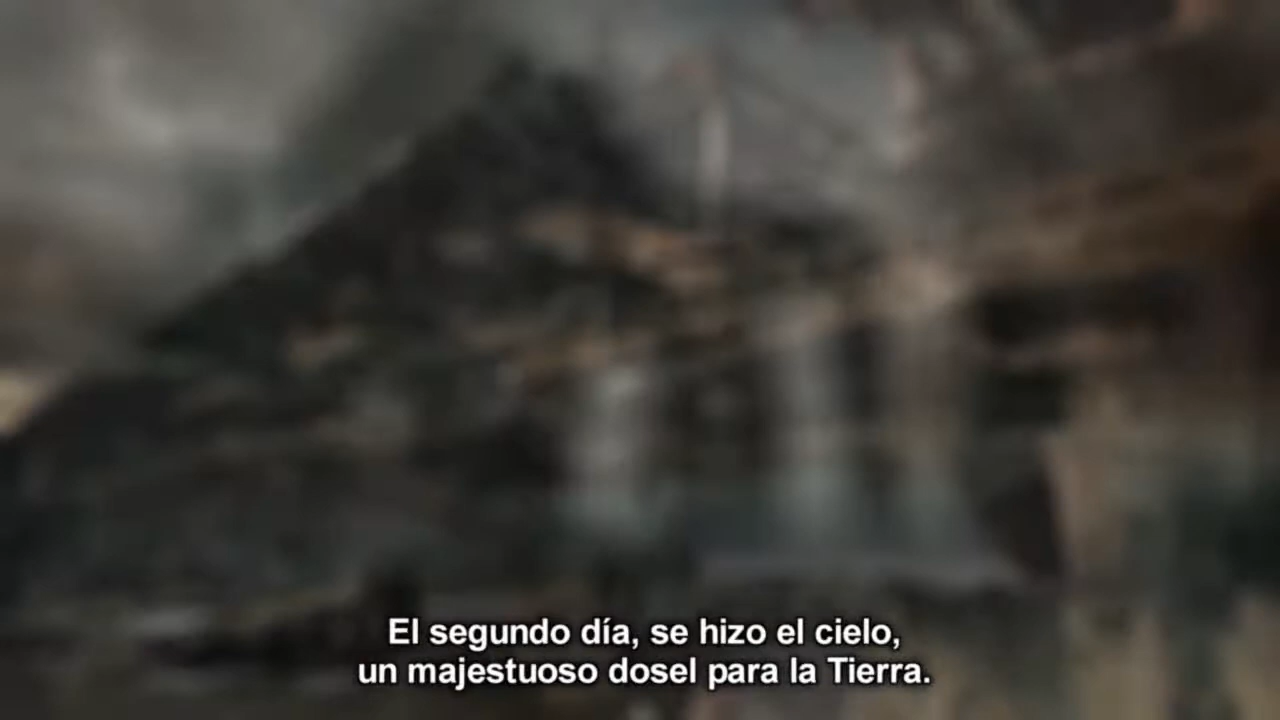 El segundo día, se hizo el cielo,
un majestuoso dosel para la Tierra.